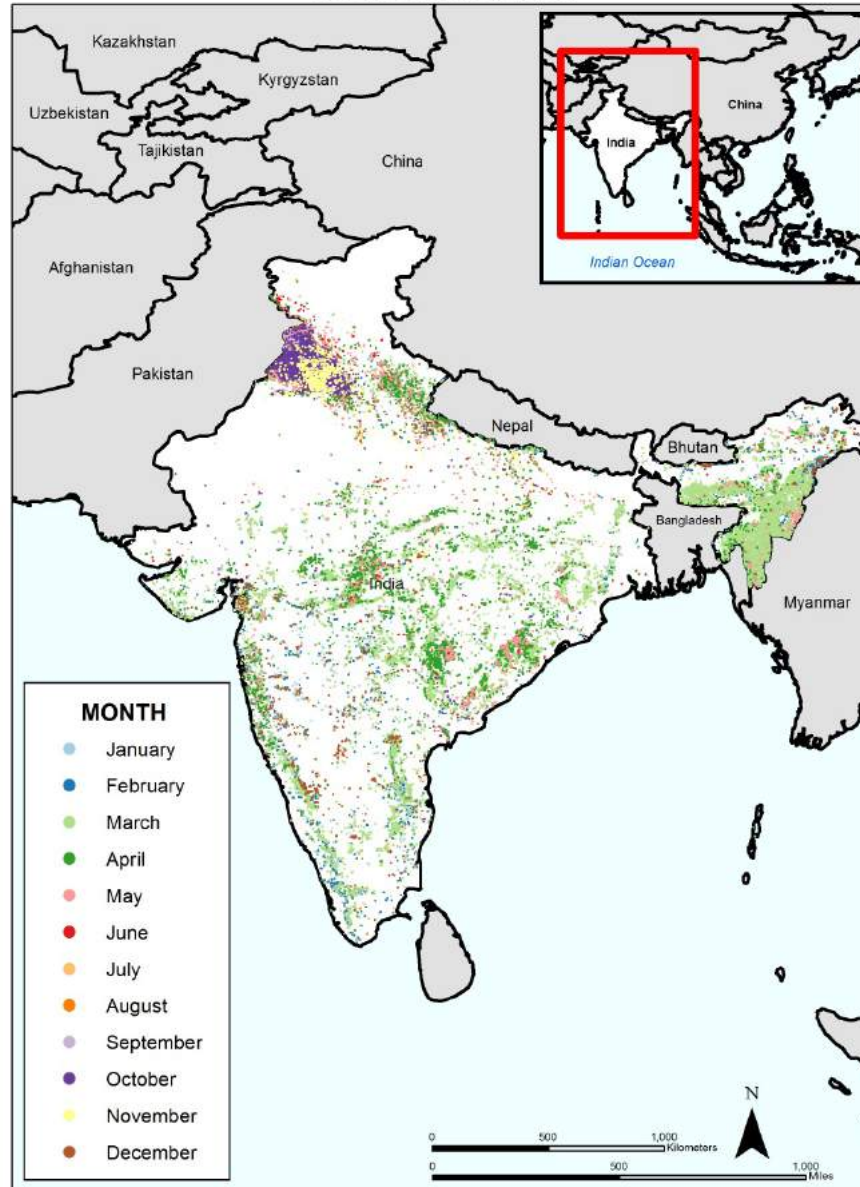 Kazakhstan
Kyrgyzstan
Uzbekistan
Tajikistan
China
Afghanistan
Pakistan
Nepal
Bhutan
Bangladesh
India
Myanmar
China
India
Indian Ocean
MONTH
January
February
March
April
May
June
July
August
September
October
November
December
N
0 500 1,000
Kilometers
0 500 1,000
Miles